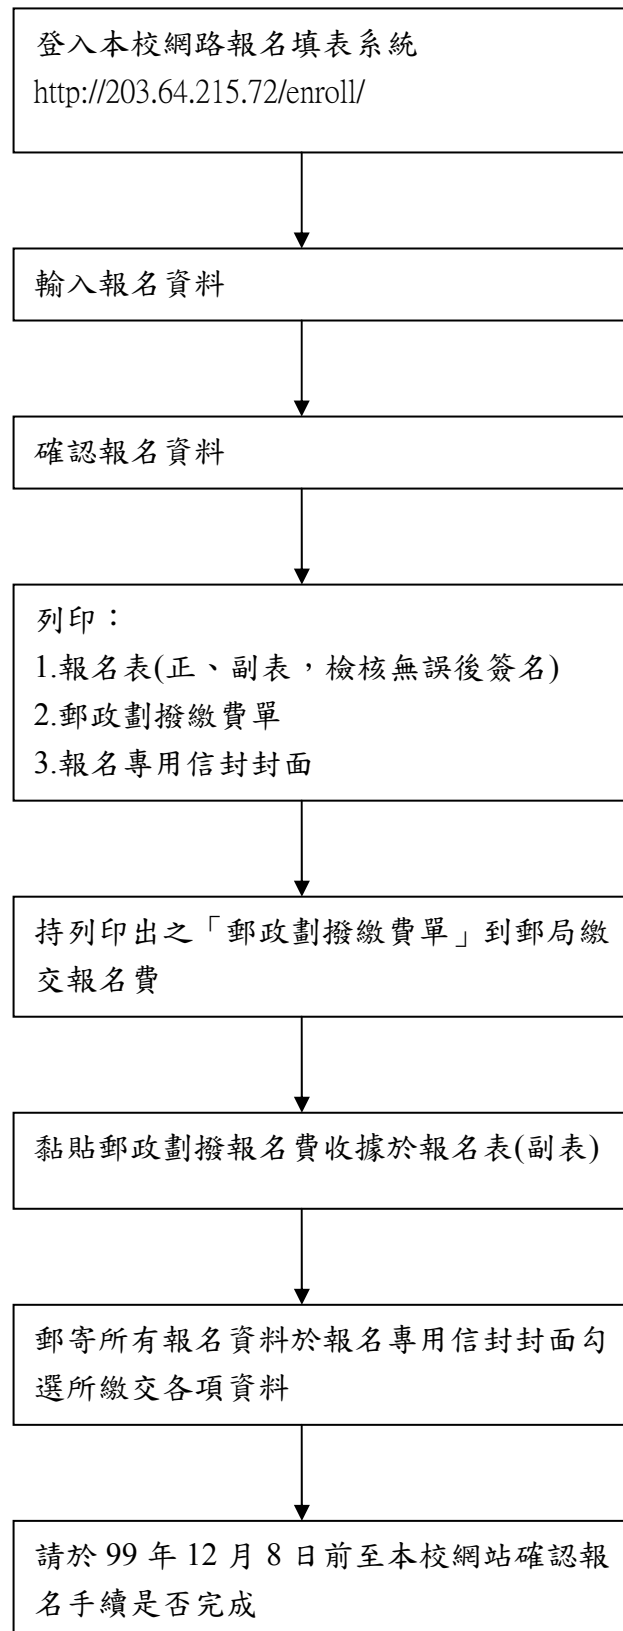 登入本校網路報名填表系統
http://203.64.215.72/enroll/
輸入報名資料
確認報名資料
列印：
1.報名表(正、副表，檢核無誤後簽名)
2.郵政劃撥繳費單
3.報名專用信封封面
持列印出之「郵政劃撥繳費單」到郵局繳
交報名費
黏貼郵政劃撥報名費收據於報名表(副表)
郵寄所有報名資料於報名專用信封封面勾
選所繳交各項資料
請於 99 年 12 月 8 日前至本校網站確認報
名手續是否完成